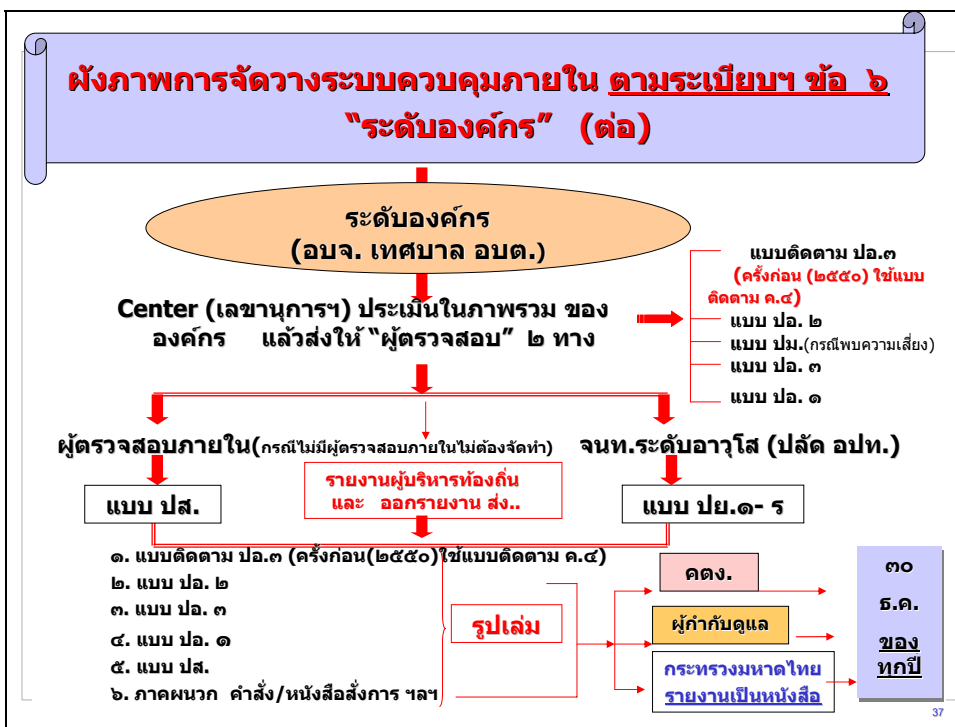 ผังภาพการจัดวางระบบควบคุมภายใน ตามระเบียบฯ ข้อ ๖
“ระดับองค์กร” (ต่อ)
ระดับองค์กร
(อบจ. เทศบาล อบต.)
Center (เลขานุการฯ) ประเมินในภาพรวม ของ
องค์กร แล้วส่งให้ “ผู้ตรวจสอบ” ๒ ทาง
แบบติดตาม ปอ.๓
(ครั้งก่อน (๒๕๕๐) ใช้แบบ
ติดตาม ค.๔)
แบบ ปอ. ๒
แบบ ปม.(กรณีพบความเสี่ยง)
แบบ ปอ. ๓
แบบ ปอ. ๑
ผู้ตรวจสอบภายใน(กรณีไม่มีผู้ตรวจสอบภายในไม่ต้องจัดทำ)
จนท.ระดับอาวุโส (ปลัด อปท.)
แบบ ปส.
รายงานผู้บริหารท้องถิ่น
และ ออกรายงาน ส่ง..
แบบ ปย.๑- ร
๑. แบบติดตาม ปอ.๓ (ครั้งก่อน(๒๕๕๐)ใช้แบบติดตาม ค.๔)
๒. แบบ ปอ. ๒
๓. แบบ ปอ. ๓
๔. แบบ ปอ. ๑
๕. แบบ ปส.
๖. ภาคผนวก คำสั่ง/หนังสือสั่งการ ฯลฯ
รูปเล่ม
คตง.
ผู้กำกับดูแล
กระทรวงมหาดไทย
รายงานเป็นหนังสือ
๓๐
ธ.ค.
ของ
ทุกปี
37